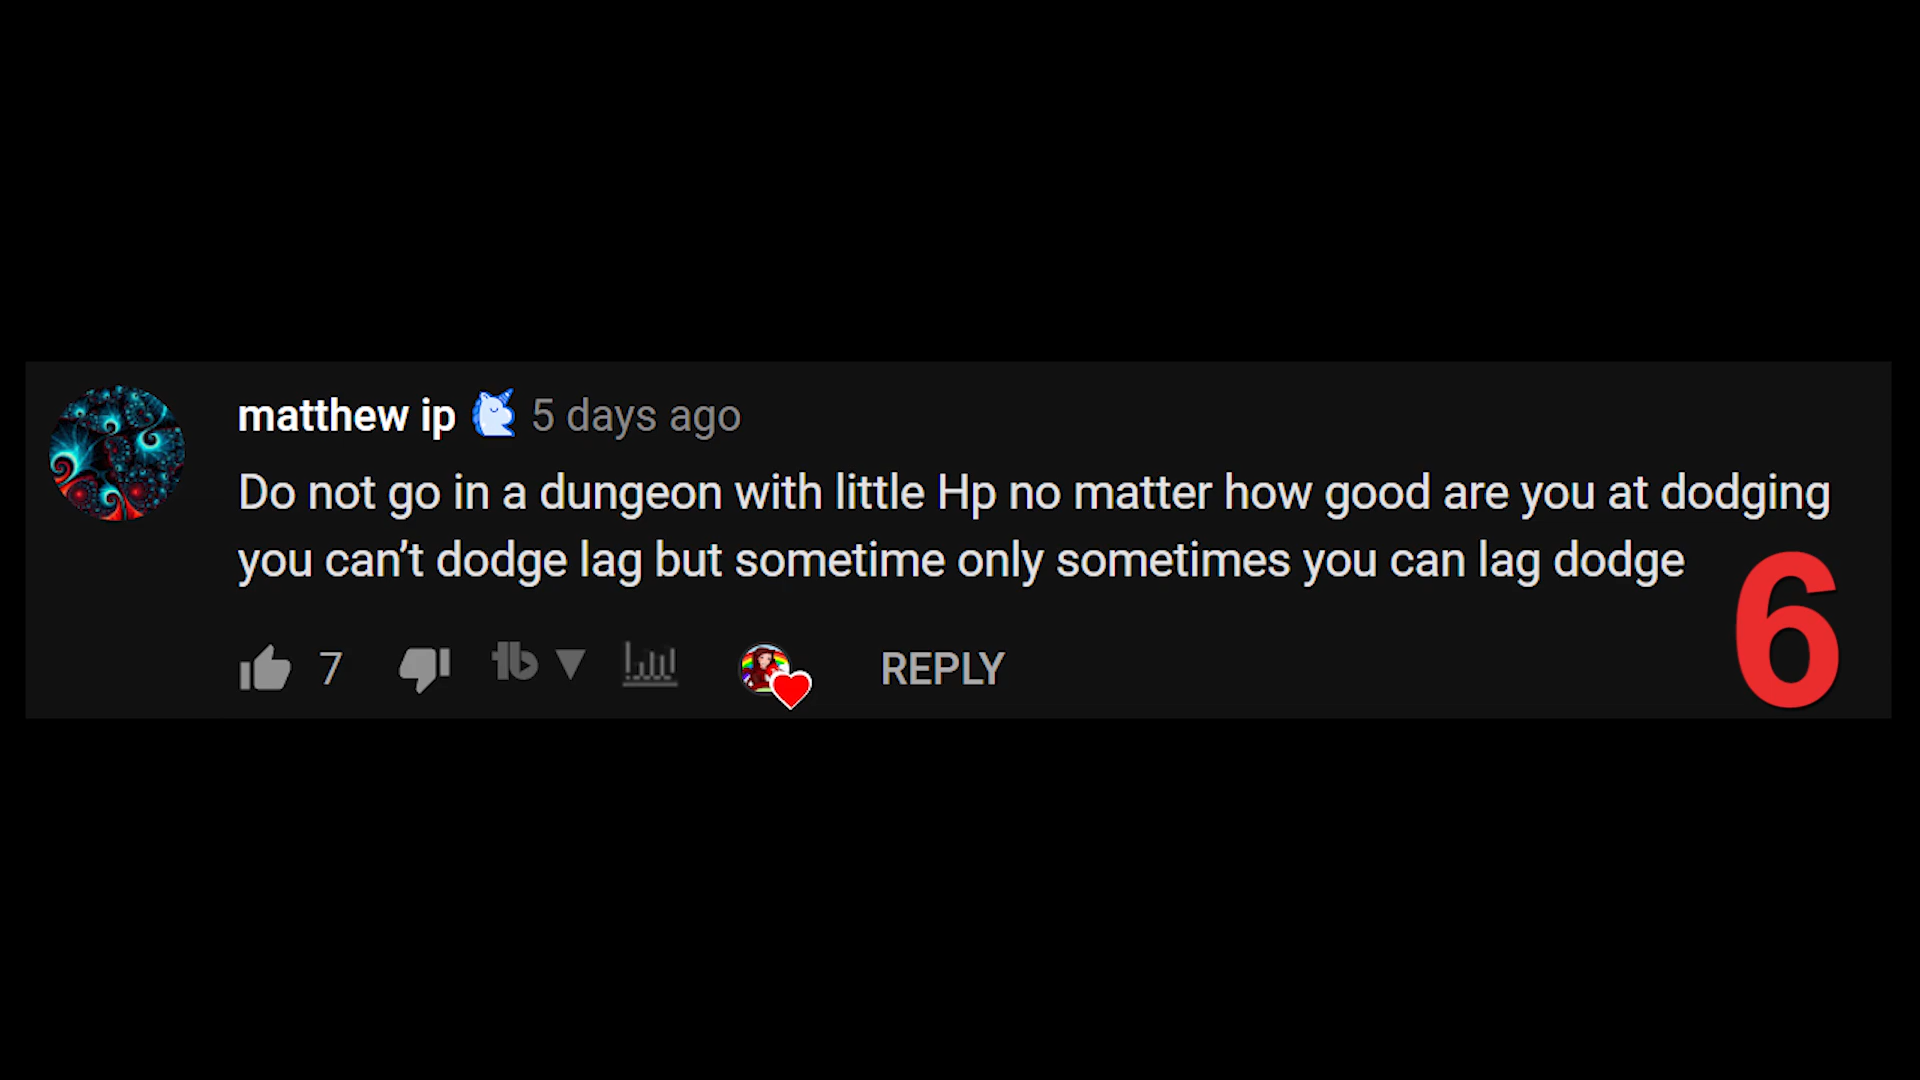 matthew ip 5 days ago
Do not go in a dungeon with little Hp no matter how good are you at dodging
you can’t dodge lag but sometime only sometimes you can lag dodge
6
7 tb REPLY